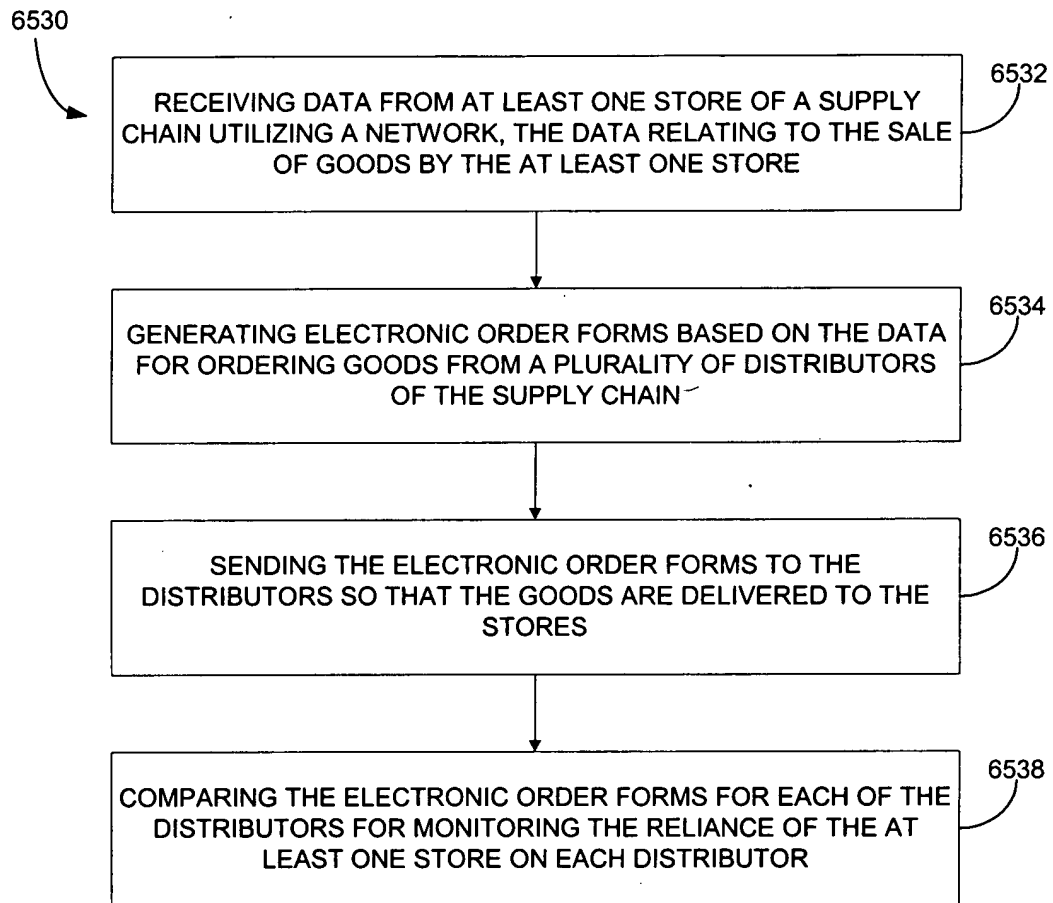 6530
6532
RECEIVING DATA FROM AT LEAST ONE STORE OF A SUPPLY
CHAIN UTILIZING A NETWORK, THE DATA RELATING TO THE SALE
OF GOODS BY THE AT LEAST ONE STORE
6534
GENERATING ELECTRONIC ORDER FORMS BASED ON THE DATA
FOR ORDERING GOODS FROM A PLURALITY OF DISTRIBUTORS
OF THE SUPPLY CHAIN
6536
SENDING THE ELECTRONIC ORDER FORMS TO THE
DISTRIBUTORS SO THAT THE GOODS ARE DELIVERED TO THE
STORES
6538
COMPARING THE ELECTRONIC ORDER FORMS FOR EACH OF THE
DISTRIBUTORS FOR MONITORING THE RELIANCE OF THE AT
LEAST ONE STORE ON EACH DISTRIBUTOR